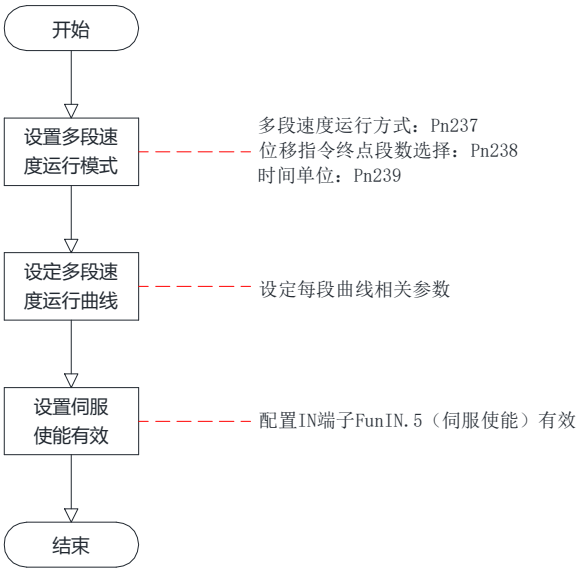 开始
设置多段速
度运行模式
多段速度运行方式：Pn237
位移指令终点段数选择：Pn238
时间单位：Pn239
设定多段速
度运行曲线
设定每段曲线相关参数
设置伺服
使能有效
配置IN端子FunIN.5（伺服使能）有效
结束